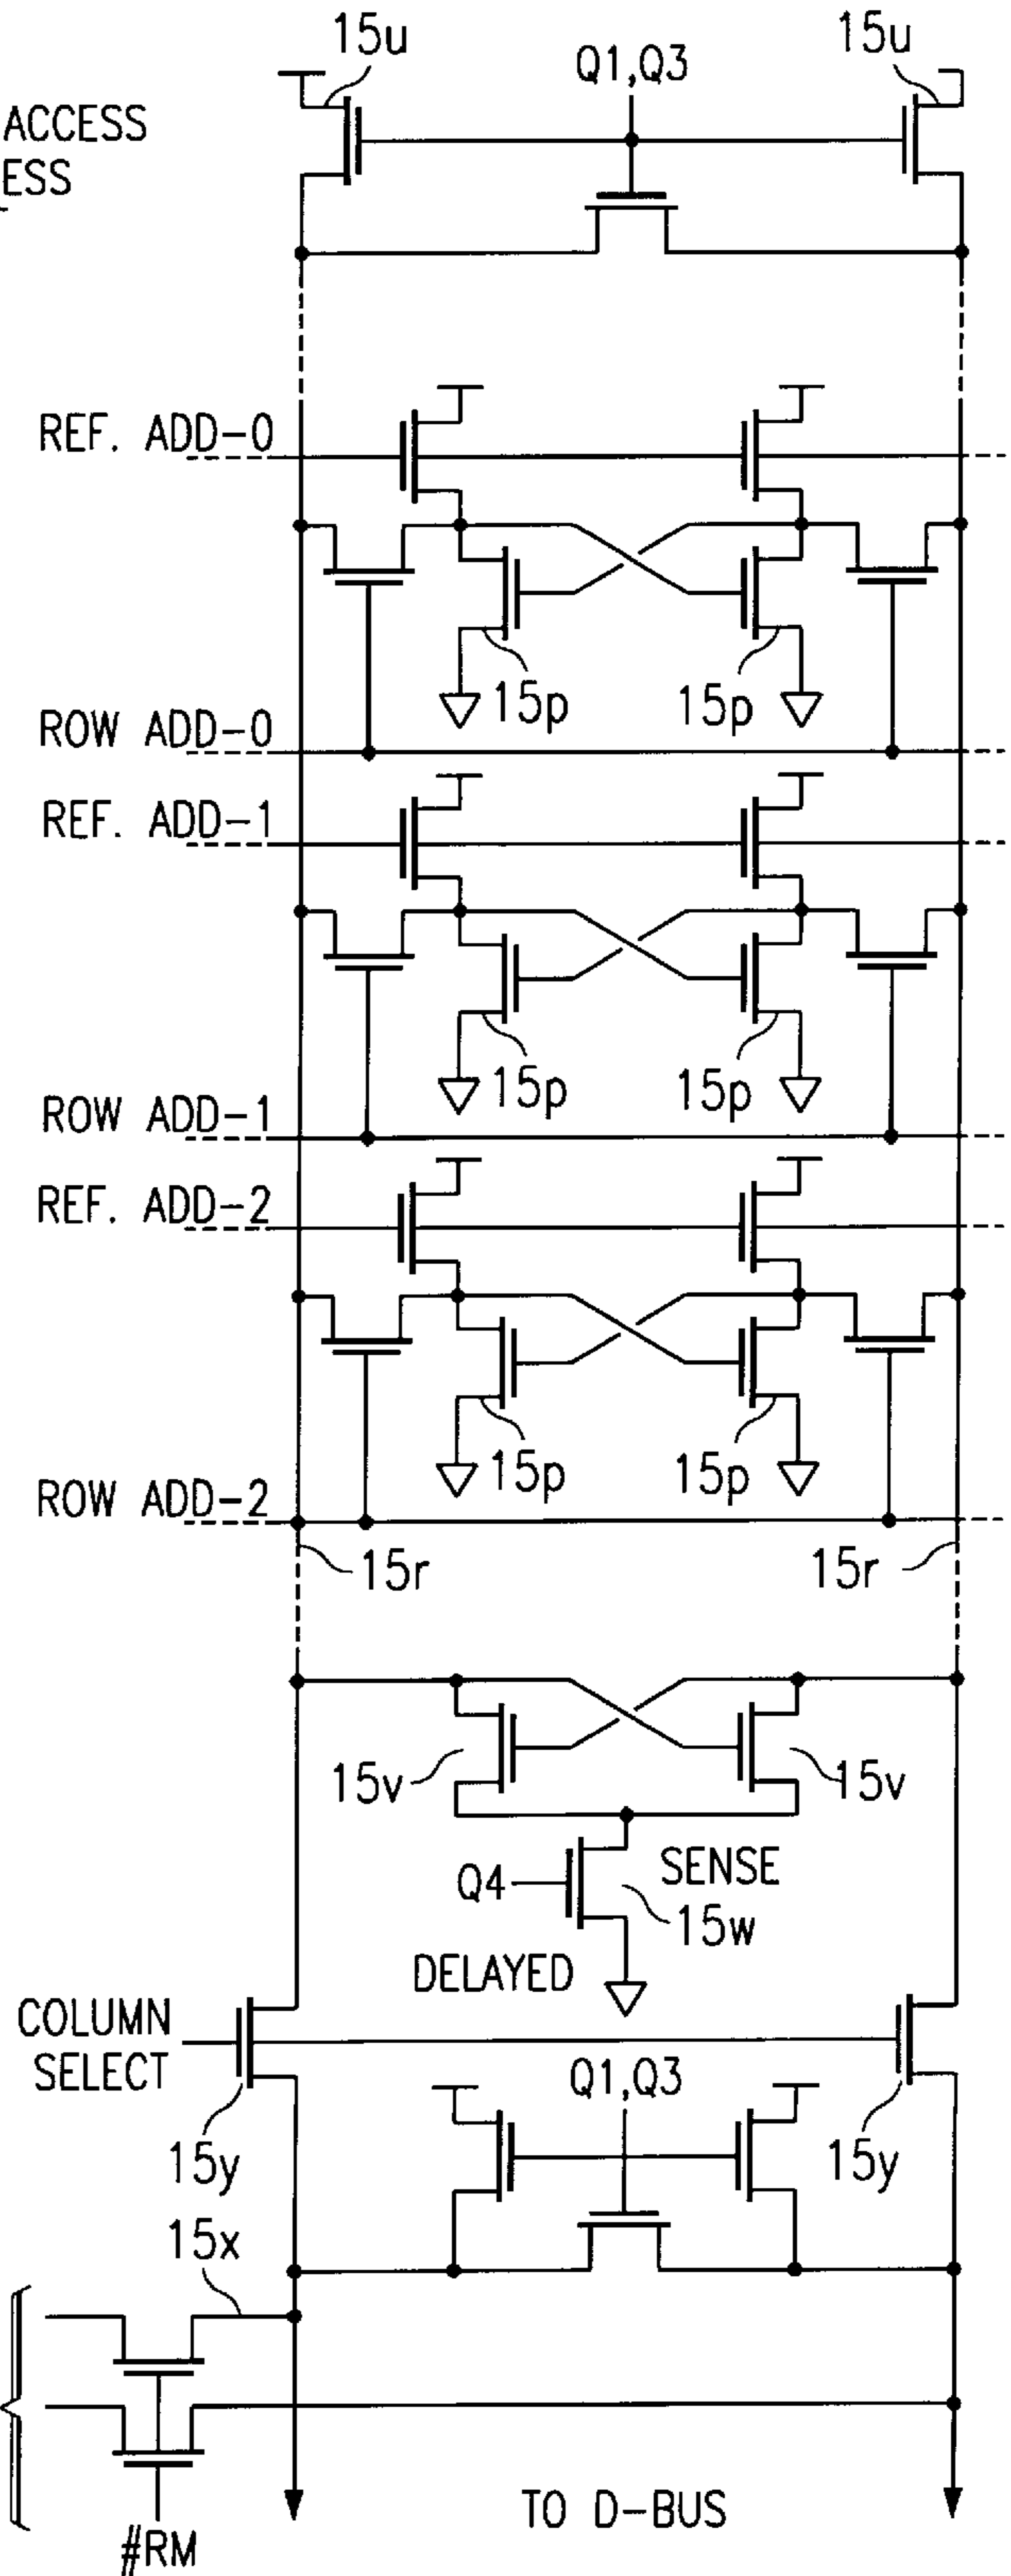 15u
15u
Q1,Q3
ACCESS
ESS
REF. ADD-0
15p
15p
ROW ADD-0
REF. ADD-1
15p
15p
ROW ADD-1
REF. ADD-2
15p
15p
ROW ADD-2
15r
15r
15v
15v
Q4
SENSE
15w
DELAYED
COLUMN
SELECT
Q1,Q3
15y
15y
15x
TO D-BUS
#RM